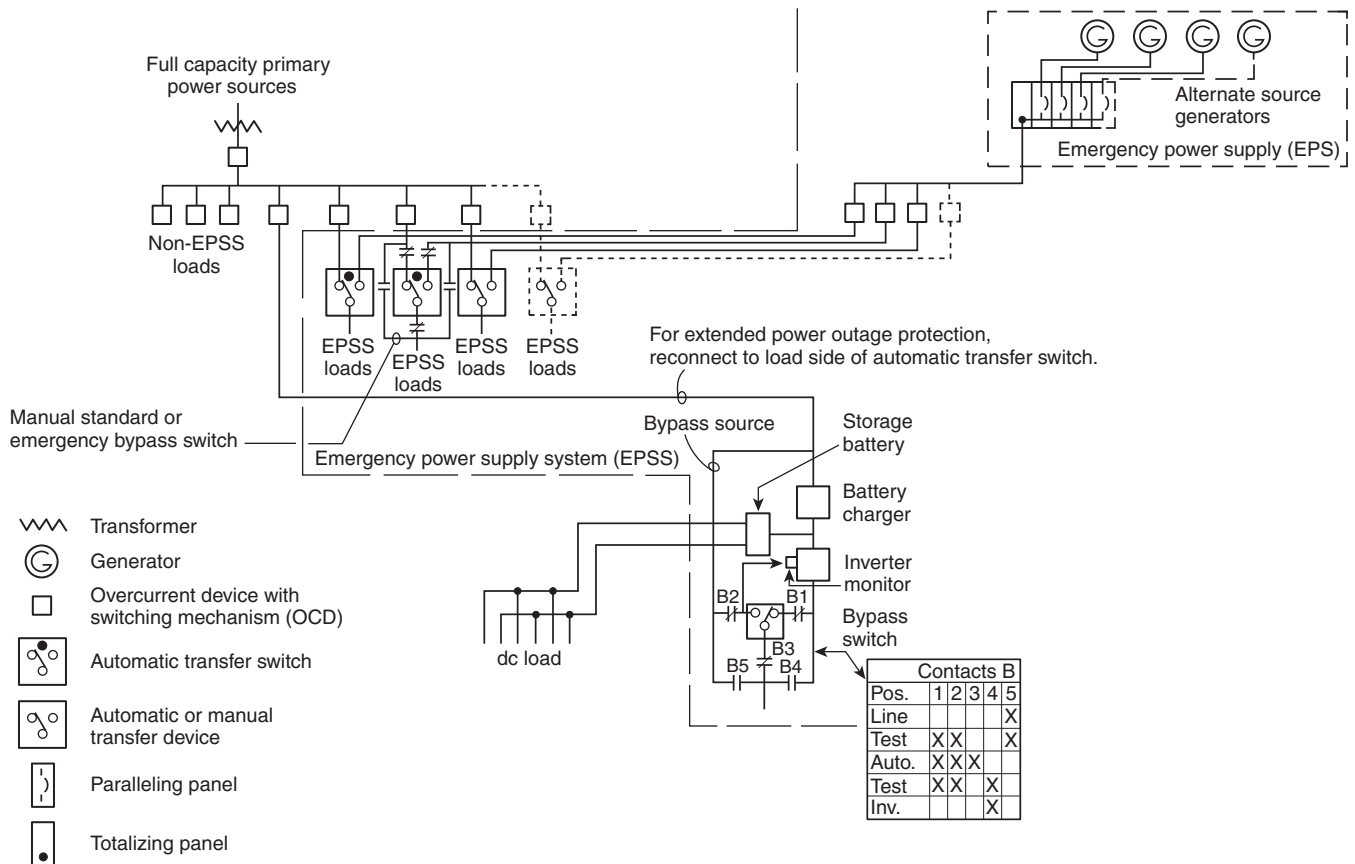 Full capacity primary
power sources
G
G
G
G
Alternate source
generators
Emergency power supply (EPS)
Non-EPSS
loads
EPSS
loads
EPSS
loads
EPSS
loads
EPSS
loads
For extended power outage protection,
reconnect to load side of automatic transfer switch.
Manual standard or
emergency bypass switch
Emergency power supply system (EPSS)
Bypass source
Storage
battery
Battery
charger
Inverter
monitor
B2
B1
Bypass
switch
B3
B5
B4
dc load
Transformer
G
Generator
Overcurrent device with
switching mechanism (OCD)
Automatic transfer switch
Automatic or manual
transfer device
Paralleling panel
Totalizing panel
Contacts B
Pos. 1 2 3 4 5
Line X
Test X X X
Auto. X X X
Test X X X
Inv. X